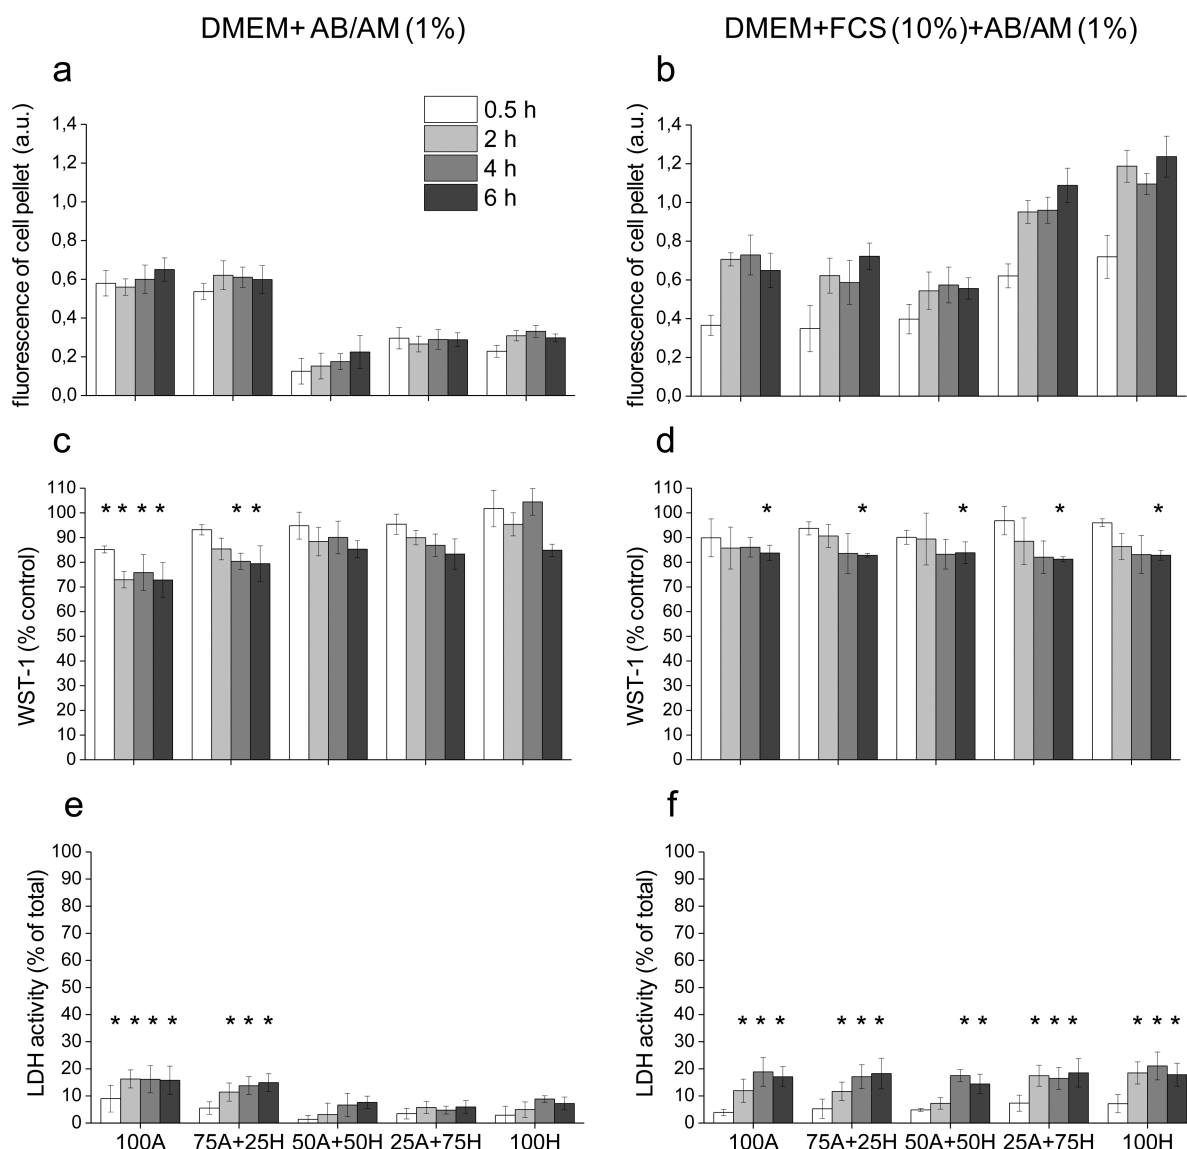 DMEM+ AB/AM (1%)
DMEM+FCS (10%)+AB/AM (1%)
a
fluorescence of cell pellet (a.u.)
1,4
1,2
1,0
0,8
0,6
0,4
0,2
0,0
0.5 h
2 h
4 h
6 h
b
fluorescence of cell pellet (a.u.)
1,4
1,2
1,0
0,8
0,6
0,4
0,2
0,0
c
WST-1 (% control)
110
100
90
80
70
60
50
40
30
20
10
0
* * * *
* *
d
WST-1 (% control)
110
100
90
80
70
60
50
40
30
20
10
0
* * * * *
e
LDH activity (% of total)
100
90
80
70
60
50
40
30
20
10
0
* * * *
* * *
100A 75A+25H 50A+50H 25A+75H 100H
f
LDH activity (% of total)
100
90
80
70
60
50
40
30
20
10
0
* * * * * * * * * * * * * *
100A 75A+25H 50A+50H 25A+75H 100H